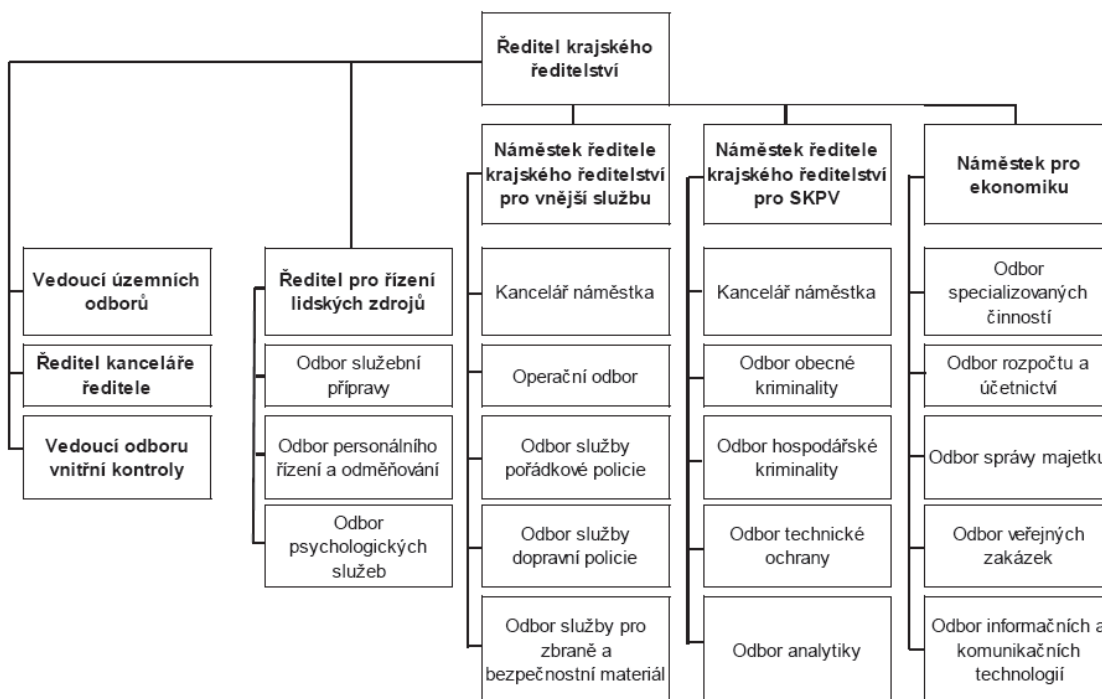 Ředitel krajského
ředitelství
Náměstek ředitele
krajského ředitelství
pro vnější službu
Náměstek ředitele
krajského ředitelství
pro SKPV
Náměstek pro
ekonomiku
Vedoucí územních
odborů
Ředitel pro řízení
lidských zdrojů
Kancelář náměstka
Kancelář náměstka
Odbor
specializovaných
činností
Ředitel kanceláře
ředitele
Odbor služební
přípravy
Operační odbor
Odbor obecné
kriminality
Odbor rozpočtu a
účetnictví
Vedoucí odboru
vnitřní kontroly
Odbor personálního
řízení a odměňování
Odbor služby
pořádkové policie
Odbor hospodářské
kriminality
Odbor správy majetku
Odbor
psychologických
služeb
Odbor služby
dopravní policie
Odbor technické
ochrany
Odbor veřejných
zakázek
Odbor služby pro
zbraně a
bezpečnostní materiál
Odbor analytiky
Odbor informačních a
komunikačních
technologií